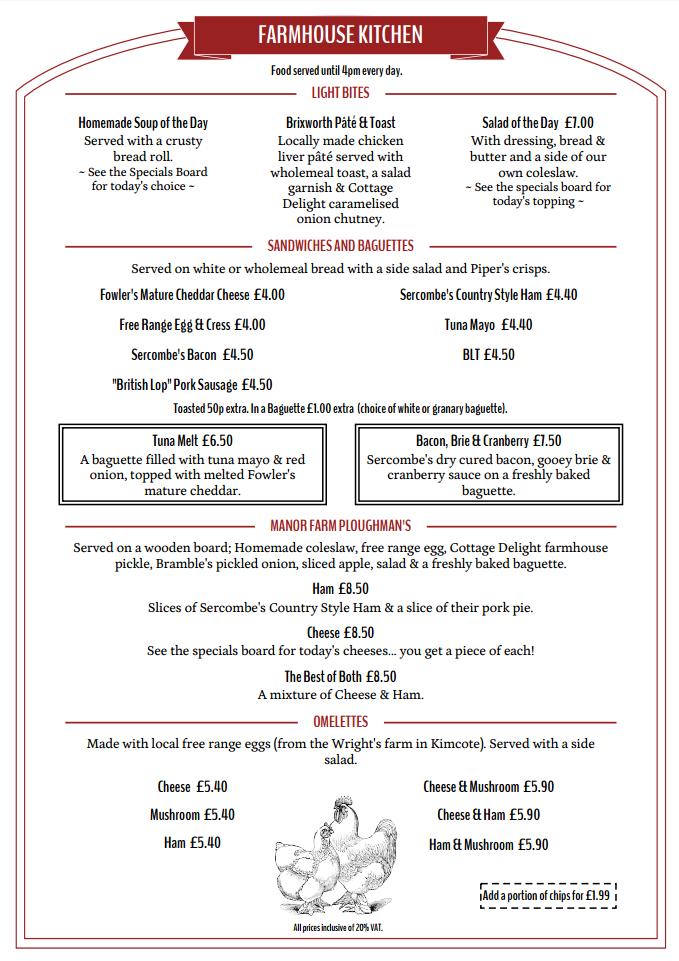 FARMHOUSE KITCHEN
Food served until 4pm every day.
LIGHT BITES
Homemade Soup of the Day
Served with a crusty
bread roll.
~ See the Specials Board
for today's choice ~
Brixworth Pâté & Toast
Locally made chicken
liver pâté served with
wholemeal toast, a salad
garnish & Cottage
Delight caramelised
onion chutney.
Salad of the Day £7.00
With dressing, bread &
butter and a side of our
own coleslaw.
~ See the specials board for
today's topping ~
SANDWICHES AND BAGUETTES
Served on white or wholemeal bread with a side salad and Piper's crisps.
Fowler's Mature Cheddar Cheese £4.00
Sercombe's Country Style Ham £4.40
Free Range Egg & Cress £4.00
Tuna Mayo £4.40
Sercombe's Bacon £4.50
BLT £4.50
"British Lop" Pork Sausage £4.50
Toasted 50p extra. In a Baguette £1.00 extra (choice of white or granary baguette).
Tuna Melt £6.50
A baguette filled with tuna mayo & red
onion, topped with melted Fowler's
mature cheddar.
Bacon, Brie & Cranberry £7.50
Sercombe's dry cured bacon, gooey brie &
cranberry sauce on a freshly baked
baguette.
MANOR FARM PLOUGHMAN'S
Served on a wooden board; Homemade coleslaw, free range egg, Cottage Delight farmhouse
pickle, Bramble's pickled onion, sliced apple, salad & a freshly baked baguette.
Ham £8.50
Slices of Sercombe's Country Style Ham & a slice of their pork pie.
Cheese £8.50
See the specials board for today's cheeses... you get a piece of each!
The Best of Both £8.50
A mixture of Cheese & Ham.
OMELETTES
Made with local free range eggs (from the Wright's farm in Kimcote). Served with a side
salad.
Cheese £5.40
Mushroom £5.40
Ham £5.40
Cheese & Mushroom £5.90
Cheese & Ham £5.90
Ham & Mushroom £5.90
Add a portion of chips for £1.99
All prices inclusive of 20% VAT.